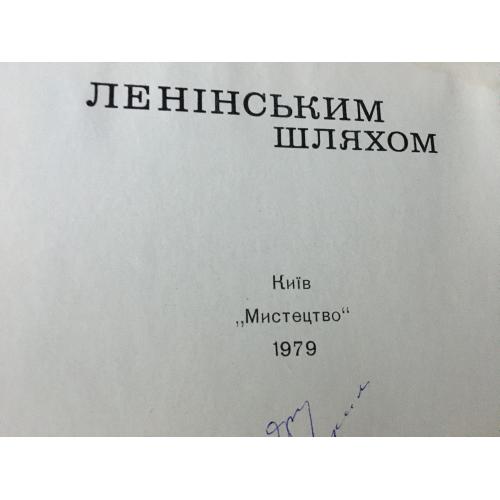 ЛЕНІНСЬКИМ
ШЛЯХОМ
Київ
„Мистецтво“
1979